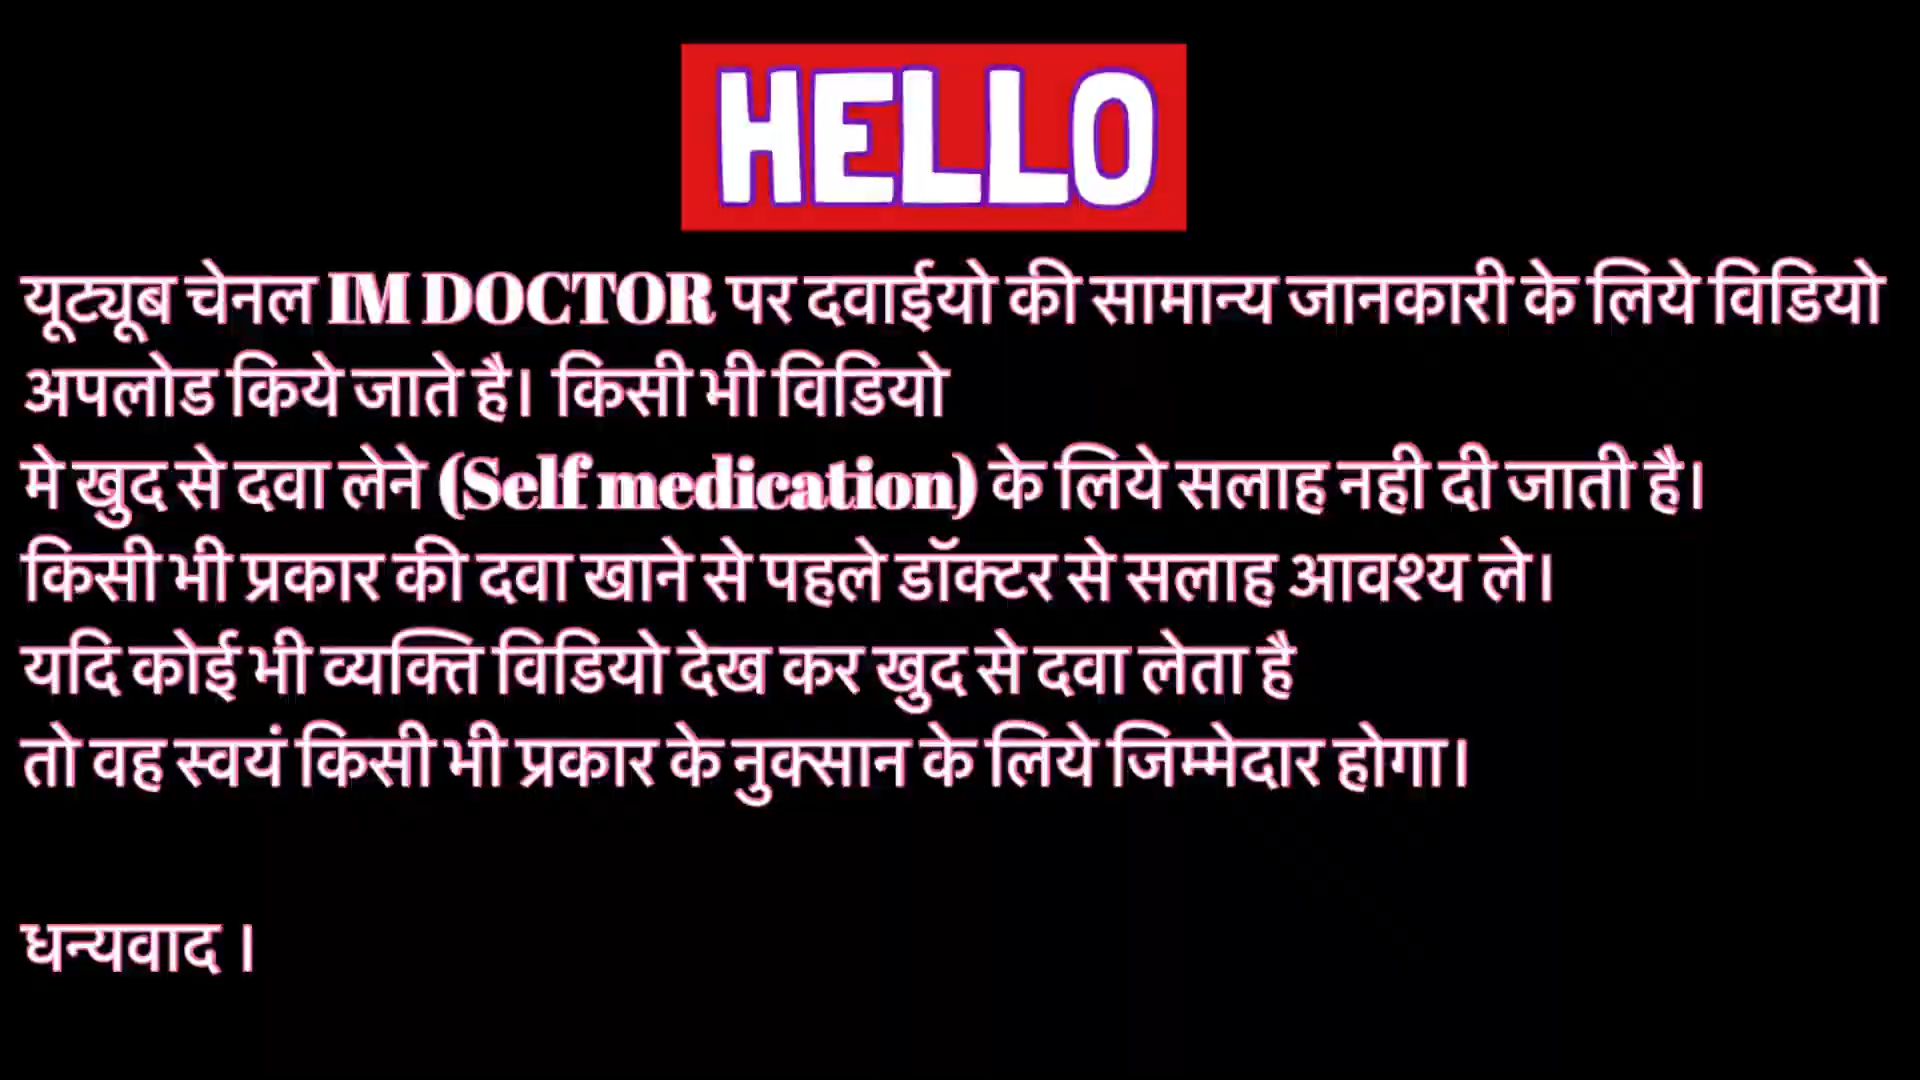 HELLO
यूट्यूब चेनल IM DOCTOR पर दवाईयो की सामान्य जानकारी के लिये विडियो
अपलोड किये जाते है। किसी भी विडियो
मे खुद से दवा लेने (Self medication) के लिये सलाह नही दी जाती है।
किसी भी प्रकार की दवा खाने से पहले डॉक्टर से सलाह आवश्य ले।
यदि कोई भी व्यक्ति विडियो देख कर खुद से दवा लेता है
तो वह स्वयं किसी भी प्रकार के नुक्सान के लिये जिम्मेदार होगा।
धन्यवाद ।